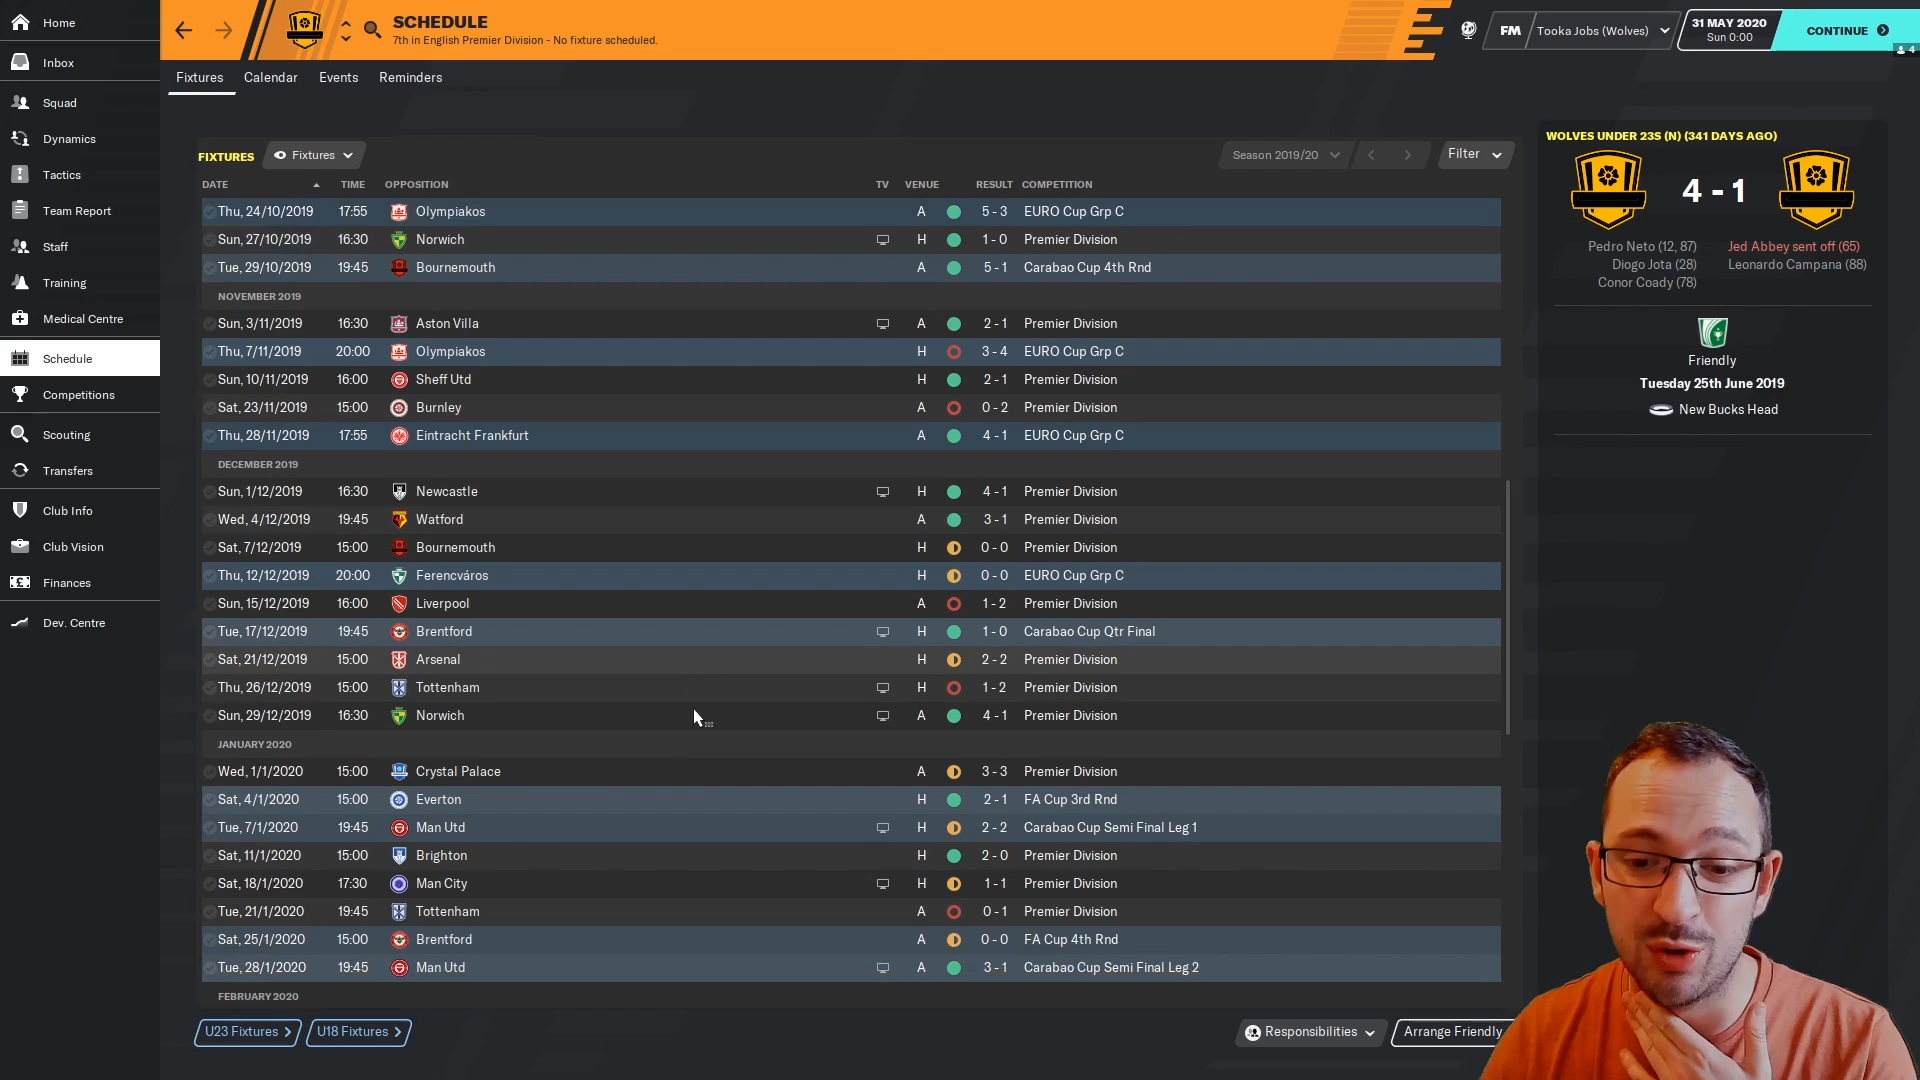 Home
Inbox
Squad
Dynamics
Tactics
Team Report
Staff
Training
Medical Centre
Schedule
Competitions
Scouting
Transfers
Club Info
Club Vision
Finances
Dev. Centre
SCHEDULE
7th in English Premier Division - No fixture scheduled.
FM Tooka Jobs (Wolves)
31 MAY 2020
Sun 0:00
CONTINUE
4
Fixtures Calendar Events Reminders
FIXTURES Fixtures Season 2019/20 Filter
DATE TIME OPPOSITION TV VENUE RESULT COMPETITION
Thu, 24/10/2019 17:55 Olympiakos A 5 - 3 EURO Cup Grp C
Sun, 27/10/2019 16:30 Norwich H 1 - 0 Premier Division
Tue, 29/10/2019 19:45 Bournemouth A 5 - 1 Carabao Cup 4th Rnd
NOVEMBER 2019
Sun, 3/11/2019 16:30 Aston Villa A 2 - 1 Premier Division
Thu, 7/11/2019 20:00 Olympiakos H 3 - 4 EURO Cup Grp C
Sun, 10/11/2019 16:00 Sheff Utd H 2 - 1 Premier Division
Sat, 23/11/2019 15:00 Burnley A 0 - 2 Premier Division
Thu, 28/11/2019 17:55 Eintracht Frankfurt A 4 - 1 EURO Cup Grp C
DECEMBER 2019
Sun, 1/12/2019 16:30 Newcastle H 4 - 1 Premier Division
Wed, 4/12/2019 19:45 Watford A 3 - 1 Premier Division
Sat, 7/12/2019 15:00 Bournemouth H 0 - 0 Premier Division
Thu, 12/12/2019 20:00 Ferencváros H 0 - 0 EURO Cup Grp C
Sun, 15/12/2019 16:00 Liverpool A 1 - 2 Premier Division
Tue, 17/12/2019 19:45 Brentford H 1 - 0 Carabao Cup Qtr Final
Sat, 21/12/2019 15:00 Arsenal H 2 - 2 Premier Division
Thu, 26/12/2019 15:00 Tottenham H 1 - 2 Premier Division
Sun, 29/12/2019 16:30 Norwich A 4 - 1 Premier Division
JANUARY 2020
Wed, 1/1/2020 15:00 Crystal Palace A 3 - 3 Premier Division
Sat, 4/1/2020 15:00 Everton H 2 - 1 FA Cup 3rd Rnd
Tue, 7/1/2020 19:45 Man Utd H 2 - 2 Carabao Cup Semi Final Leg 1
Sat, 11/1/2020 15:00 Brighton H 2 - 0 Premier Division
Sat, 18/1/2020 17:30 Man City H 1 - 1 Premier Division
Tue, 21/1/2020 19:45 Tottenham A 0 - 1 Premier Division
Sat, 25/1/2020 15:00 Brentford A 0 - 0 FA Cup 4th Rnd
Tue, 28/1/2020 19:45 Man Utd A 3 - 1 Carabao Cup Semi Final Leg 2
FEBRUARY 2020
U23 Fixtures U18 Fixtures Responsibilities Arrange Friendly
WOLVES UNDER 23S (N) (341 DAYS AGO)
4 - 1
Pedro Neto (12, 87) Jed Abbey sent off (65)
Diogo Jota (28) Leonardo Campana (88)
Conor Coady (78)
Friendly
Tuesday 25th June 2019
New Bucks Head